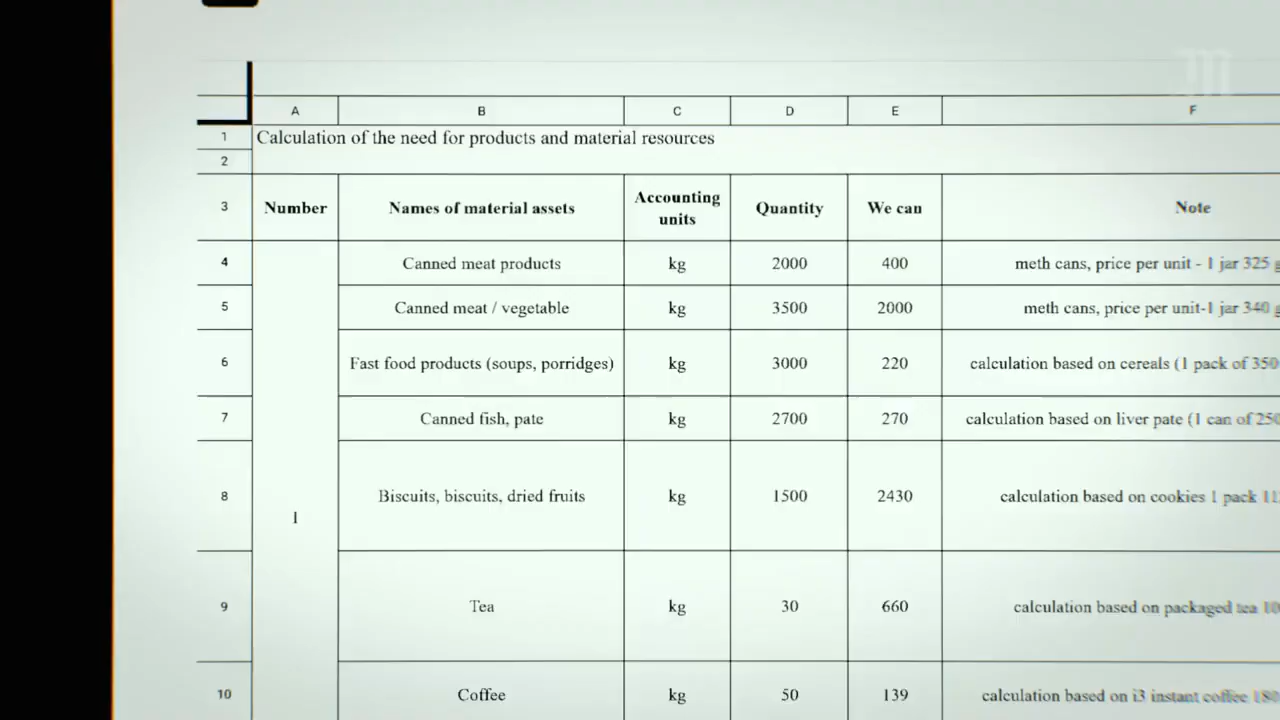 A B C D E F
1 Calculation of the need for products and material resources
2
3 Number Names of material assets Accounting units Quantity We can Note
4 Canned meat products kg 2000 400 meth cans, price per unit - 1 jar 325
5 Canned meat / vegetable kg 3500 2000 meth cans, price per unit-1 jar 340
6 Fast food products (soups, porridges) kg 3000 220 calculation based on cereals (1 pack of 350
7 Canned fish, pate kg 2700 270 calculation based on liver pate (1 can of 250
8 1 Biscuits, biscuits, dried fruits kg 1500 2430 calculation based on cookies 1 pack
9 Tea kg 30 660 calculation based on packaged tea
10 Coffee kg 50 139 calculation based on i3 instant coffee 180